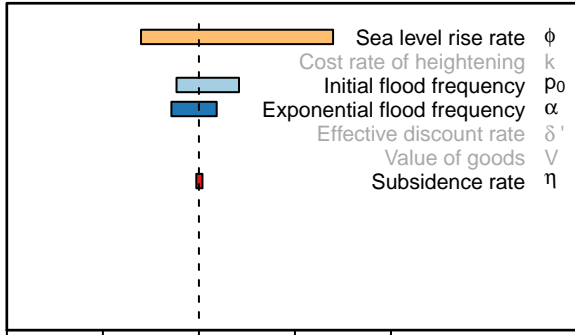 Sea level rise rate ϕ
Cost rate of heightening k
Initial flood frequency p₀
Exponential flood frequency α
Effective discount rate δ'
Value of goods V
Subsidence rate η